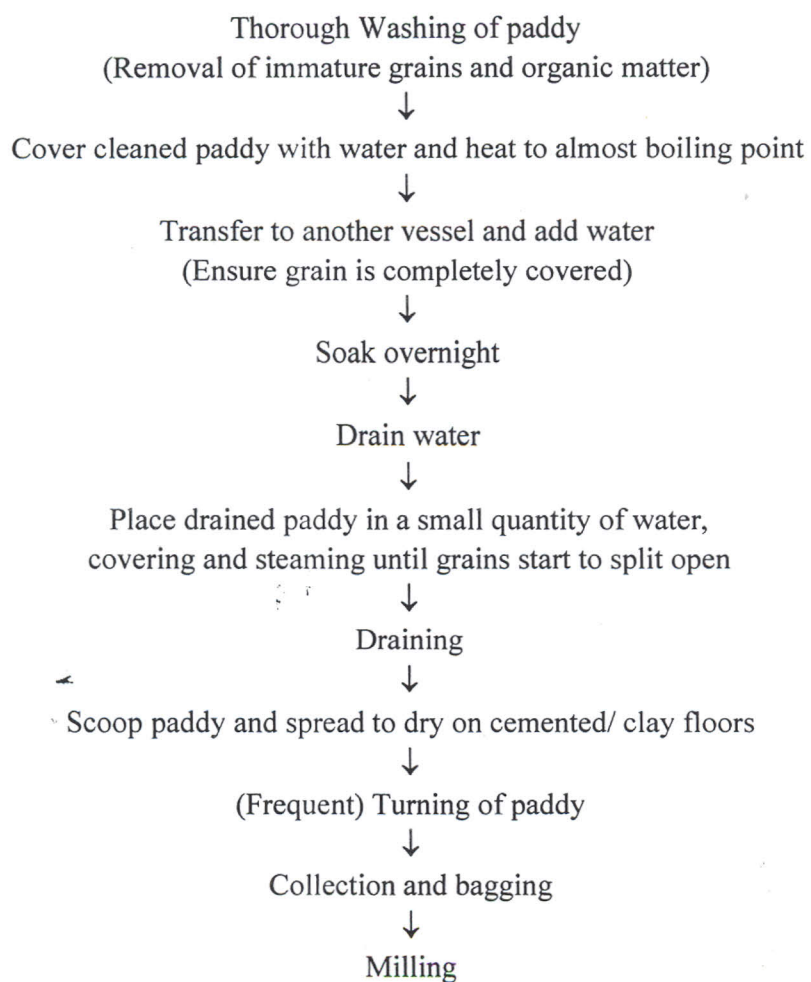 Thorough Washing of paddy
(Removal of immature grains and organic matter)
↓
Cover cleaned paddy with water and heat to almost boiling point
↓
Transfer to another vessel and add water
(Ensure grain is completely covered)
↓
Soak overnight
↓
Drain water
↓
Place drained paddy in a small quantity of water,
covering and steaming until grains start to split open
↓
Draining
↓
Scoop paddy and spread to dry on cemented/ clay floors
↓
(Frequent) Turning of paddy
↓
Collection and bagging
↓
Milling